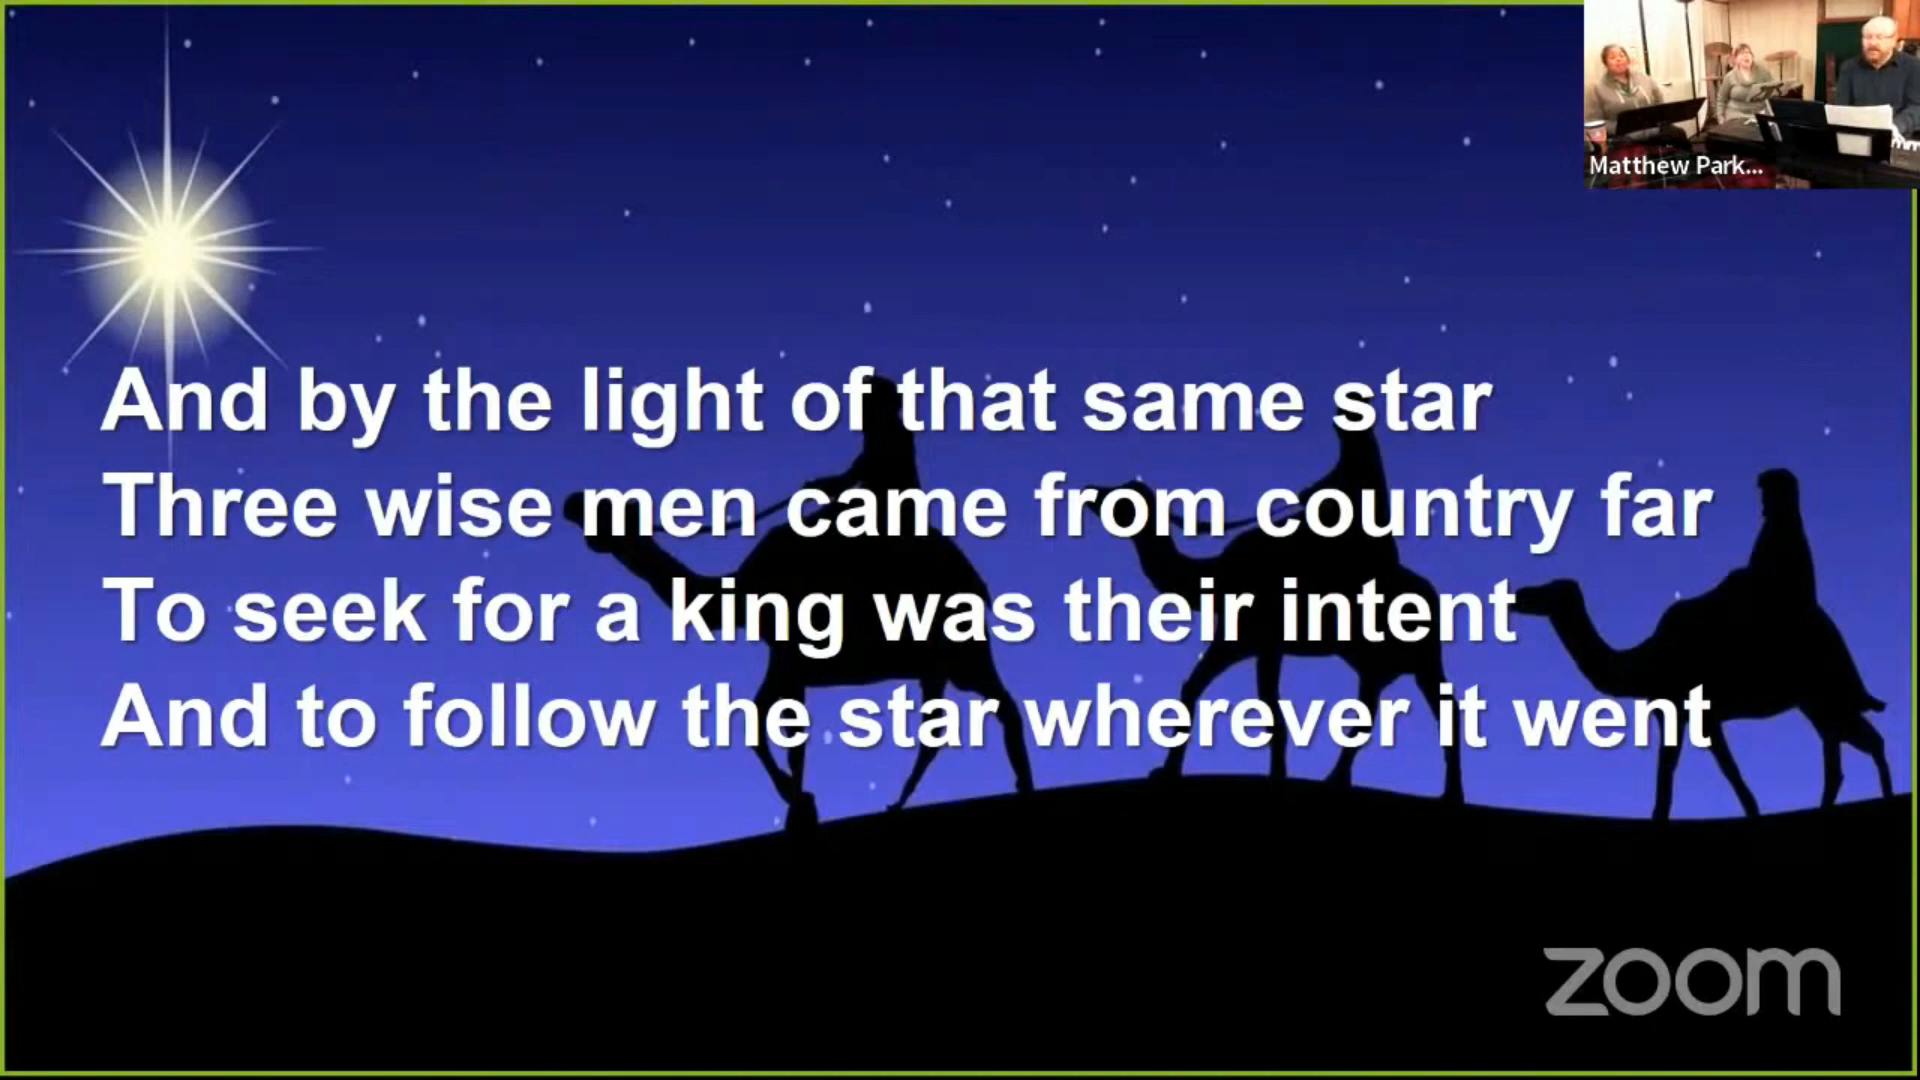 Matthew Park...
And by the light of that same star
Three wise men came from country far
To seek for a king was their intent
And to follow the star wherever it went
zoom